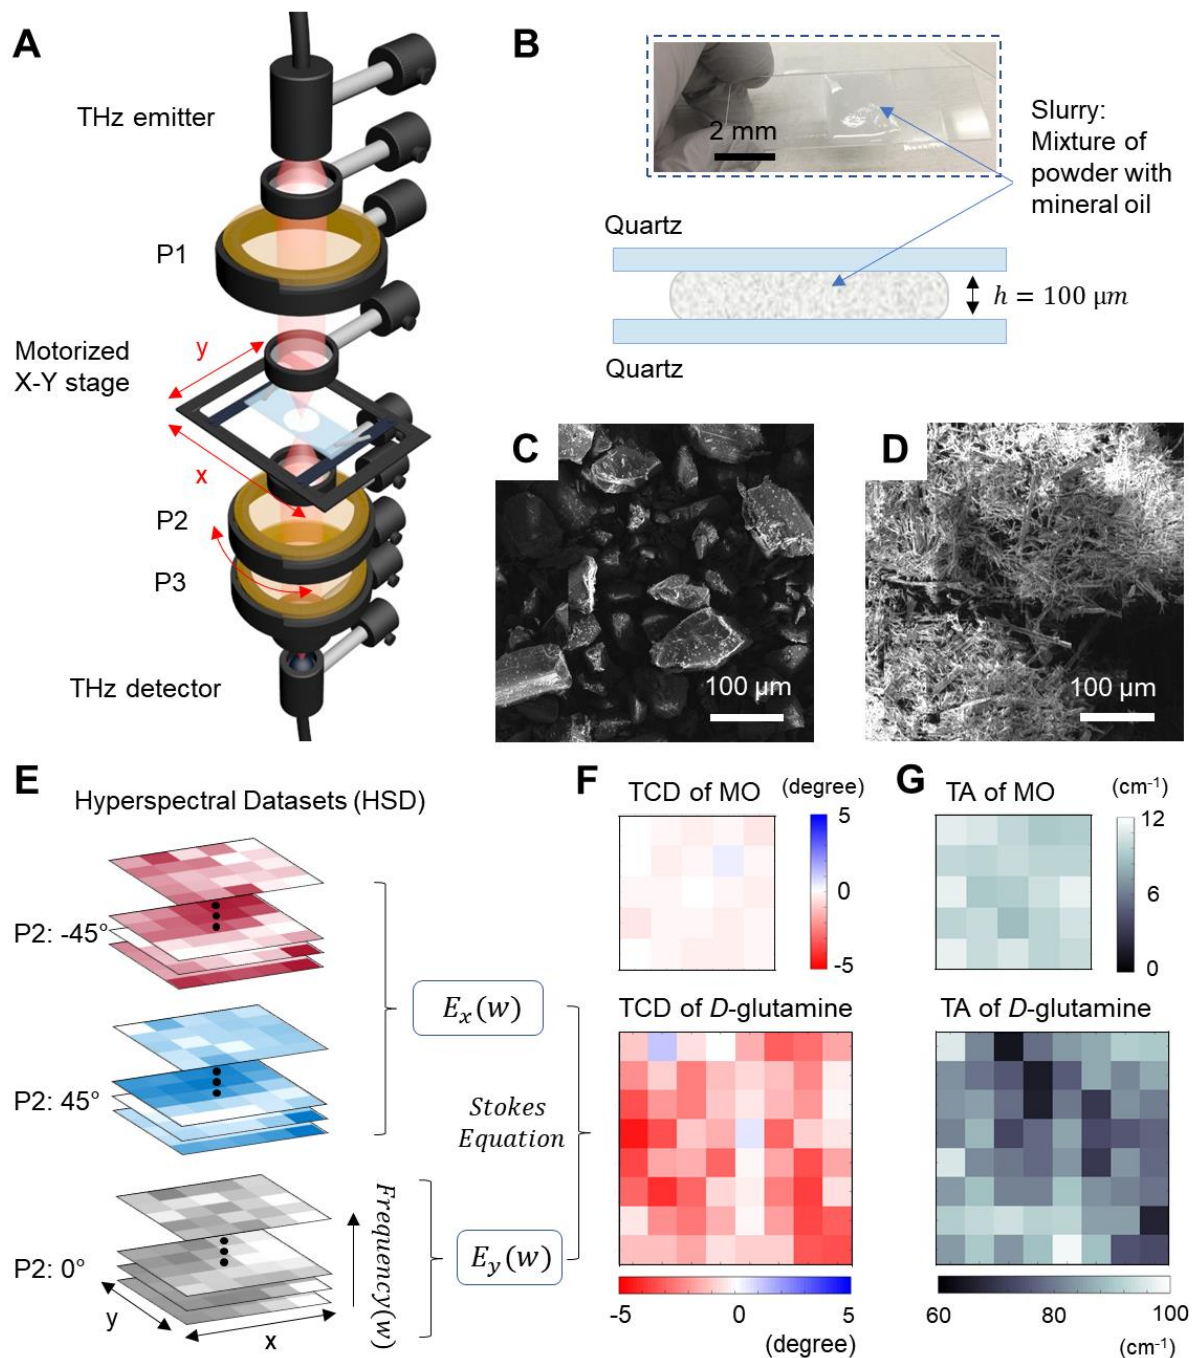 A
THz emitter
P1
Motorized
X-Y stage
y
x
P2
P3
THz detector
B
2 mm
Slurry:
Mixture of
powder with
mineral oil
Quartz
h = 100 μm
Quartz
C
100 μm
D
100 μm
E
Hyperspectral Datasets (HSD)
P2: -45°
P2: 45°
P2: 0°
y
x
Frequency(w)
E_x(w)
Stokes
Equation
E_y(w)
F
TCD of MO
(degree)
5
0
-5
TCD of D-glutamine
-5
0
5
(degree)
G
TA of MO
(cm⁻¹)
12
6
0
TA of D-glutamine
60
80
100
(cm⁻¹)